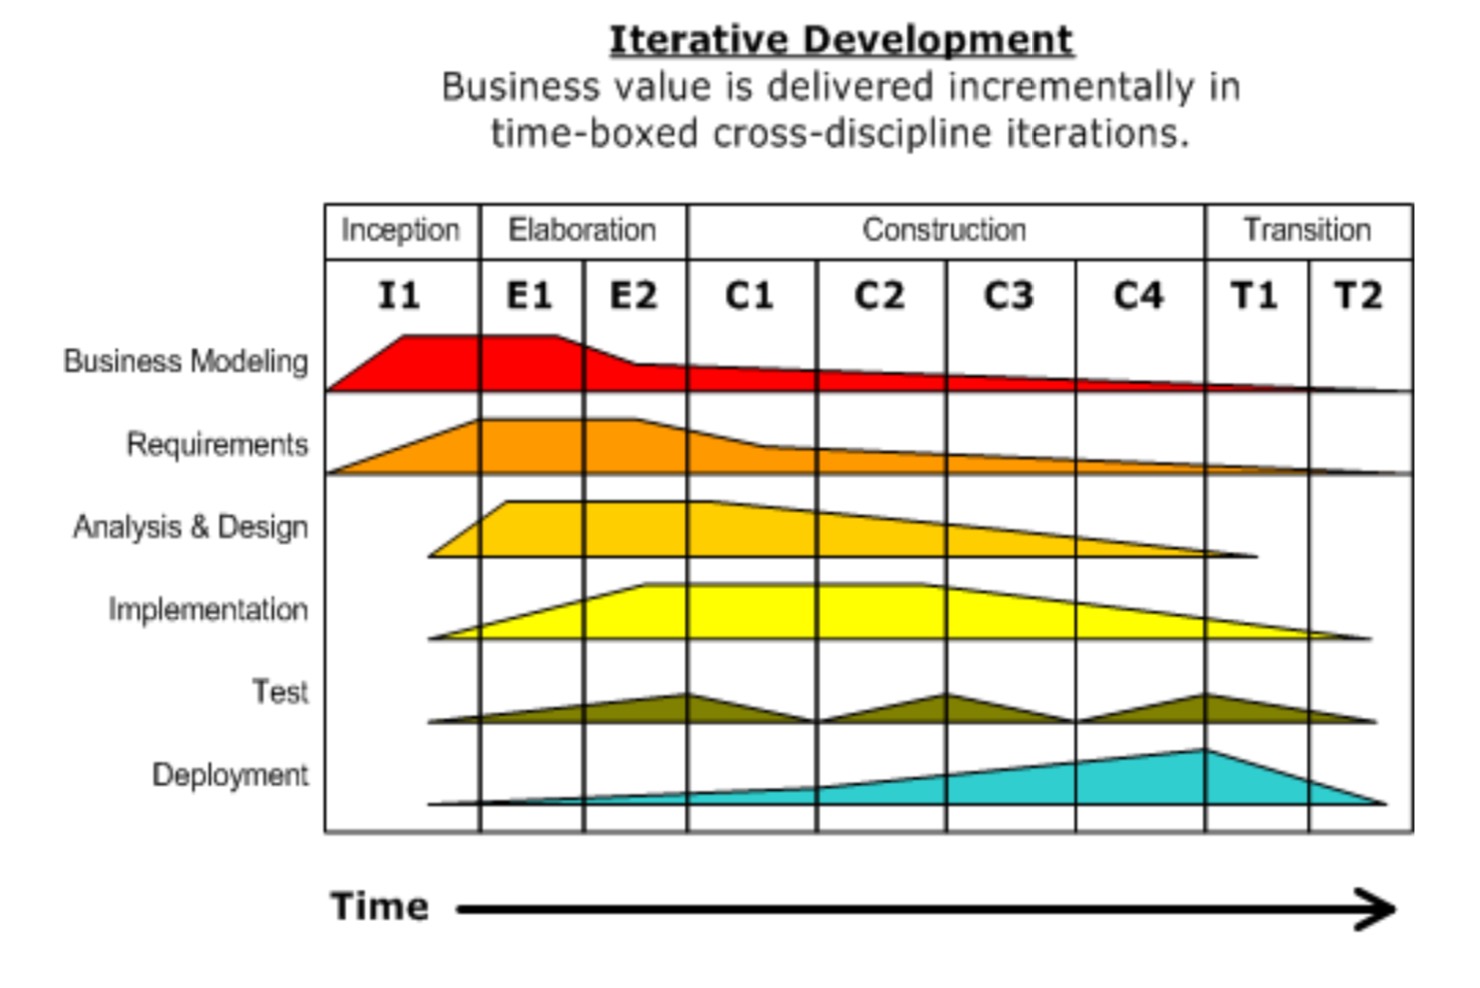 Iterative Development
Business value is delivered incrementally in
time-boxed cross-discipline iterations.
Inception Elaboration Construction Transition
I1 E1 E2 C1 C2 C3 C4 T1 T2
Business Modeling
Requirements
Analysis & Design
Implementation
Test
Deployment
Time